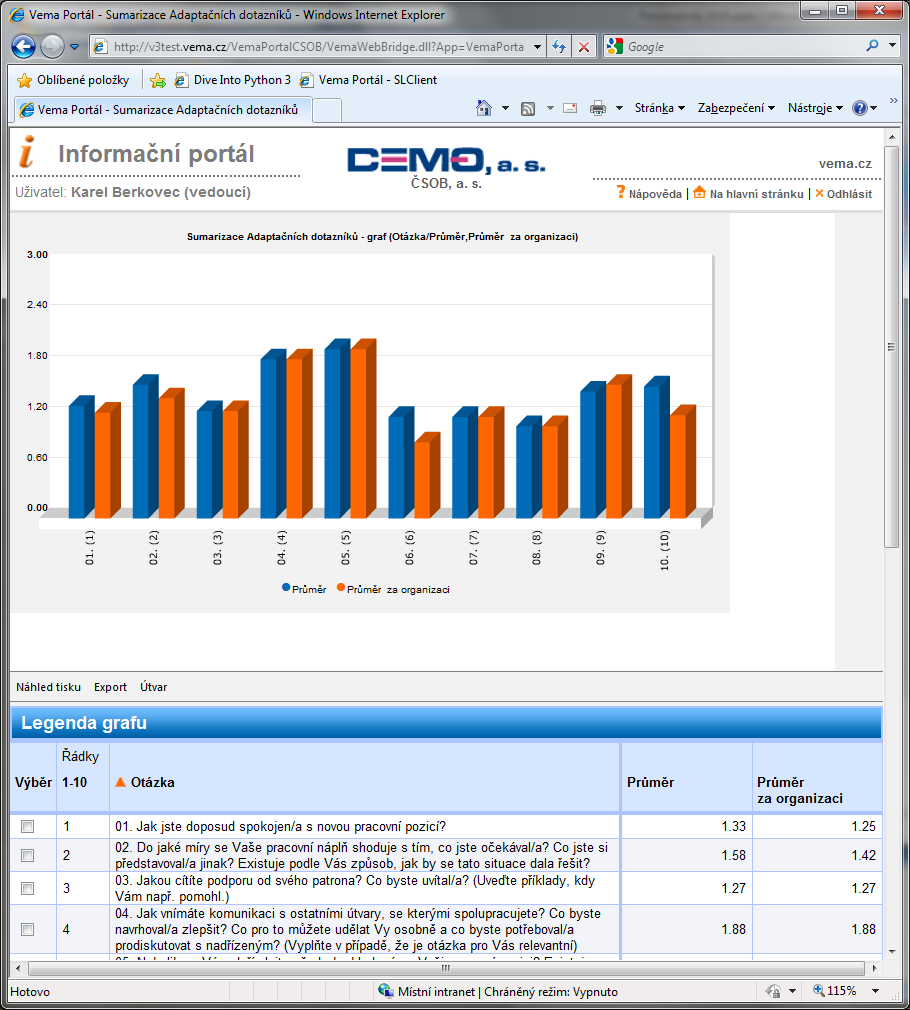 Vema Portál - Sumarizace Adaptačních dotazníků - Windows Internet Explorer
http://v3test.vema.cz/VemaPortalCSOB/VemaWebBridge.dll?App=VemaPorta
Google
Oblíbené položky
Dive Into Python 3
Vema Portál - SLClient
Vema Portál - Sumarizace Adaptačních dotazníků
Stránka
Zabezpečení
Nástroje
i Informační portál
DEMO, a. s.
ČSOB, a. s.
vema.cz
Uživatel: Karel Berkovec (vedoucí)
? Nápověda | Na hlavní stránku | Odhlásit
Sumarizace Adaptačních dotazníků - graf (Otázka/Průměr,Průměr za organizaci)
3.00
2.40
1.80
1.20
0.60
0.00
01. (1)
02. (2)
03. (3)
04. (4)
05. (5)
06. (6)
07. (7)
08. (8)
09. (9)
10. (10)
Průměr
Průměr za organizaci
Náhled tisku Export Útvar
Legenda grafu
Výběr
Řádky
1-10
Otázka
Průměr
Průměr
za organizaci
1 01. Jak jste doposud spokojen/a s novou pracovní pozicí? 1.33 1.25
2 02. Do jaké míry se Vaše pracovní náplň shoduje s tím, co jste očekával/a? Co jste si
představoval/a jinak? Existuje podle Vás způsob, jak by se tato situace dala řešit? 1.58 1.42
3 03. Jakou cítíte podporu od svého patrona? Co byste uvítal/a? (Uveďte příklady, kdy
Vám např. pomohl.) 1.27 1.27
4 04. Jak vnímáte komunikaci s ostatními útvary, se kterými spolupracujete? Co byste
navrhoval/a zlepšit? Co pro to můžete udělat Vy osobně a co byste potřeboval/a
prodiskutovat s nadřízeným? (Vyplňte v případě, že je otázka pro Vás relevantní) 1.88 1.88
Hotovo
Místní intranet | Chráněný režim: Vypnuto
115%